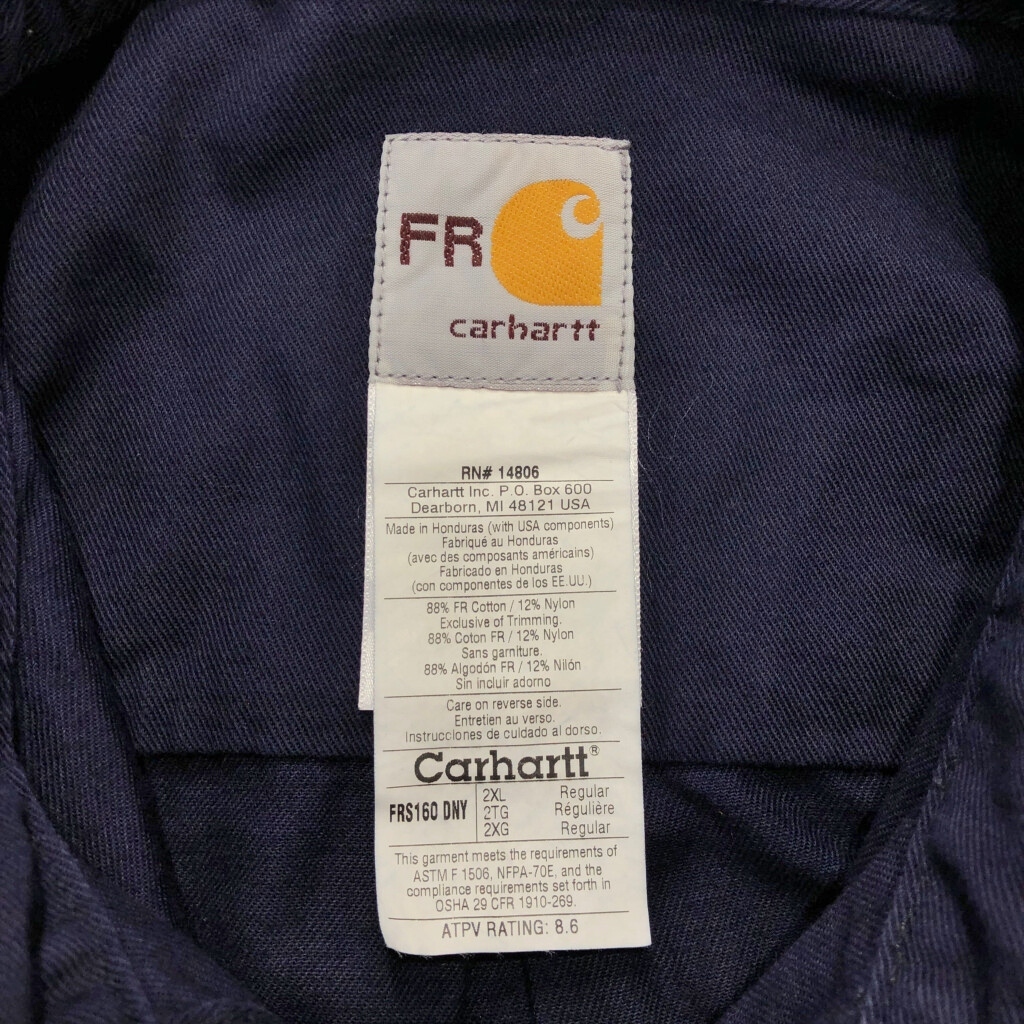 FR
carhartt
RN# 14806
Carhartt Inc. P.O. Box 600
Dearborn, MI 48121 USA
Made in Honduras (with USA components)
Fabriqué au Honduras
(avec des composants américains)
Fabricado en Honduras
(con componentes de los EE.UU.)
88% FR Cotton / 12% Nylon
Exclusive of Trimming.
88% Coton FR / 12% Nylon
Sans garniture.
88% Algodón FR / 12% Nilón
Sin incluir adorno
Care on reverse side.
Entretien au verso.
Instrucciones de cuidado al dorso.
Carhartt®
FRS160 DNY
2XL Regular
2TG Régulière
2XG Regular
This garment meets the requirements of
ASTM F 1506, NFPA-70E, and the
compliance requirements set forth in
OSHA 29 CFR 1910-269.
ATPV RATING: 8.6